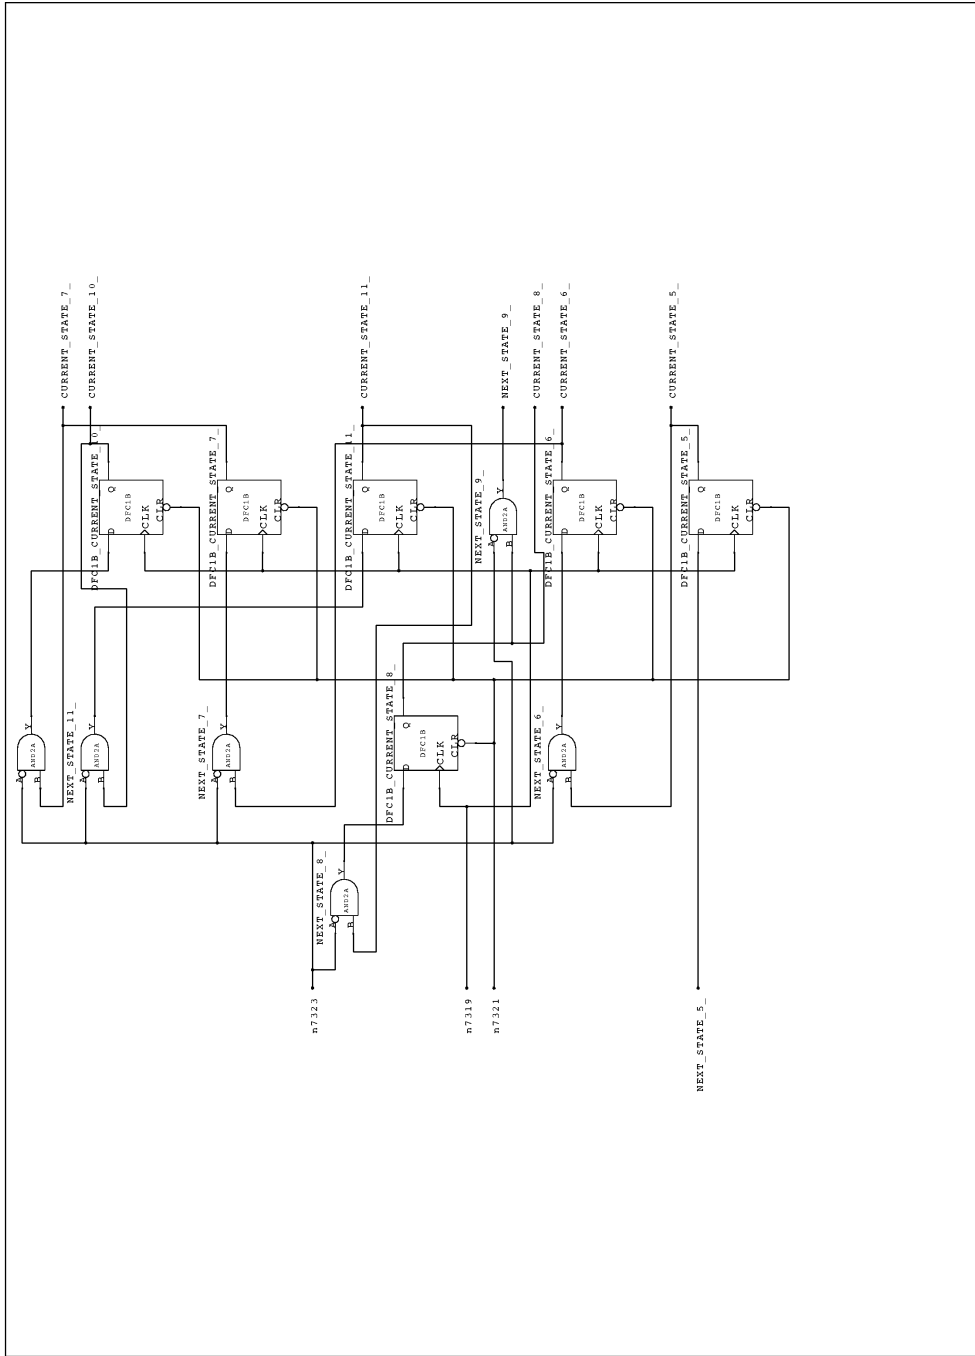 CURRENT_STATE_7_
CURRENT_STATE_10_
CURRENT_STATE_11_
NEXT_STATE_9_
CURRENT_STATE_8_
CURRENT_STATE_6_
CURRENT_STATE_5_
DFC1B_CURRENT_STATE_10_
Q
DFC1B
D
CLK
CLR
DFC1B_CURRENT_STATE_7_
Q
DFC1B
D
CLK
CLR
DFC1B_CURRENT_STATE_11_
Q
DFC1B
D
CLK
CLR
NEXT_STATE_9_
Y
AND2A
A
B
DFC1B_CURRENT_STATE_6_
Q
DFC1B
D
CLK
CLR
DFC1B_CURRENT_STATE_5_
Q
DFC1B
D
CLK
CLR
Y
AND2A
A
B
NEXT_STATE_11_
Y
AND2A
A
B
NEXT_STATE_7_
Y
AND2A
A
B
DFC1B_CURRENT_STATE_8_
Q
DFC1B
D
CLK
CLR
NEXT_STATE_6_
Y
AND2A
A
B
NEXT_STATE_8_
Y
AND2A
A
B
n7323
n7319
n7321
NEXT_STATE_5_